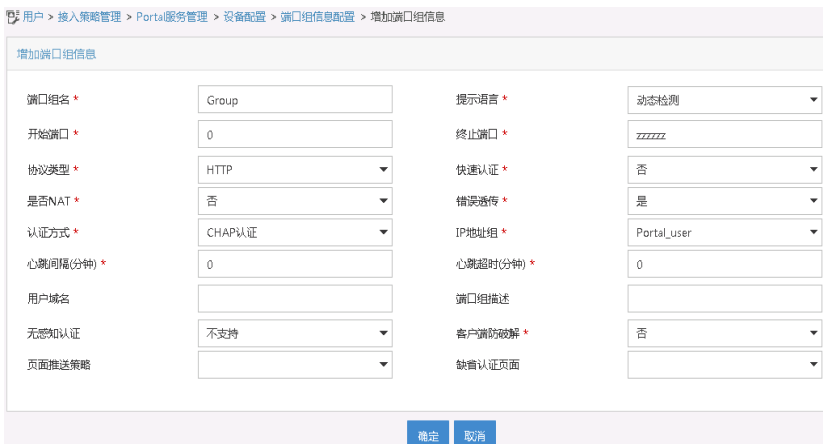 用户 > 接入策略管理 > Portal服务管理 > 设备配置 > 端口组信息配置 > 增加端口组信息
增加端口组信息
端口组名 * Group 提示语言 * 动态检测
开始端口 * 0 终止端口 * zzzzzz
协议类型 * HTTP 快速认证 * 否
是否NAT * 否 错误透传 * 是
认证方式 * CHAP认证 IP地址组 * Portal_user
心跳间隔(分钟) * 0 心跳超时(分钟) * 0
用户域名 端口组描述
无感知认证 不支持 客户端防破解 * 否
页面推送策略 缺省认证页面
确定 取消